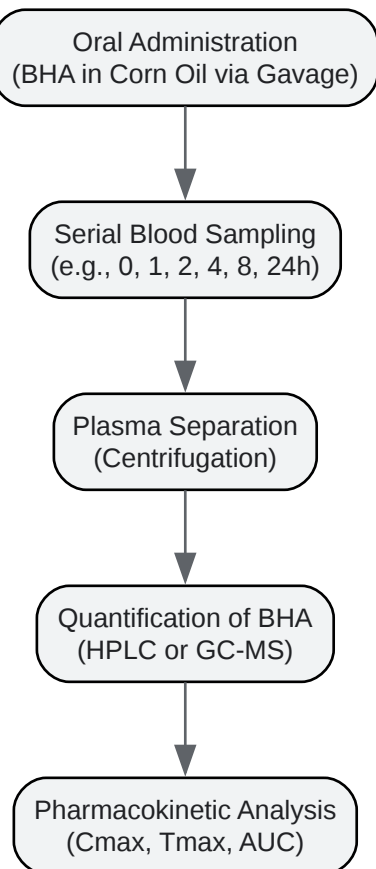 Oral Administration
(BHA in Corn Oil via Gavage)
Serial Blood Sampling
(e.g., 0, 1, 2, 4, 8, 24h)
Plasma Separation
(Centrifugation)
Quantification of BHA
(HPLC or GC-MS)
Pharmacokinetic Analysis
(Cmax, Tmax, AUC)